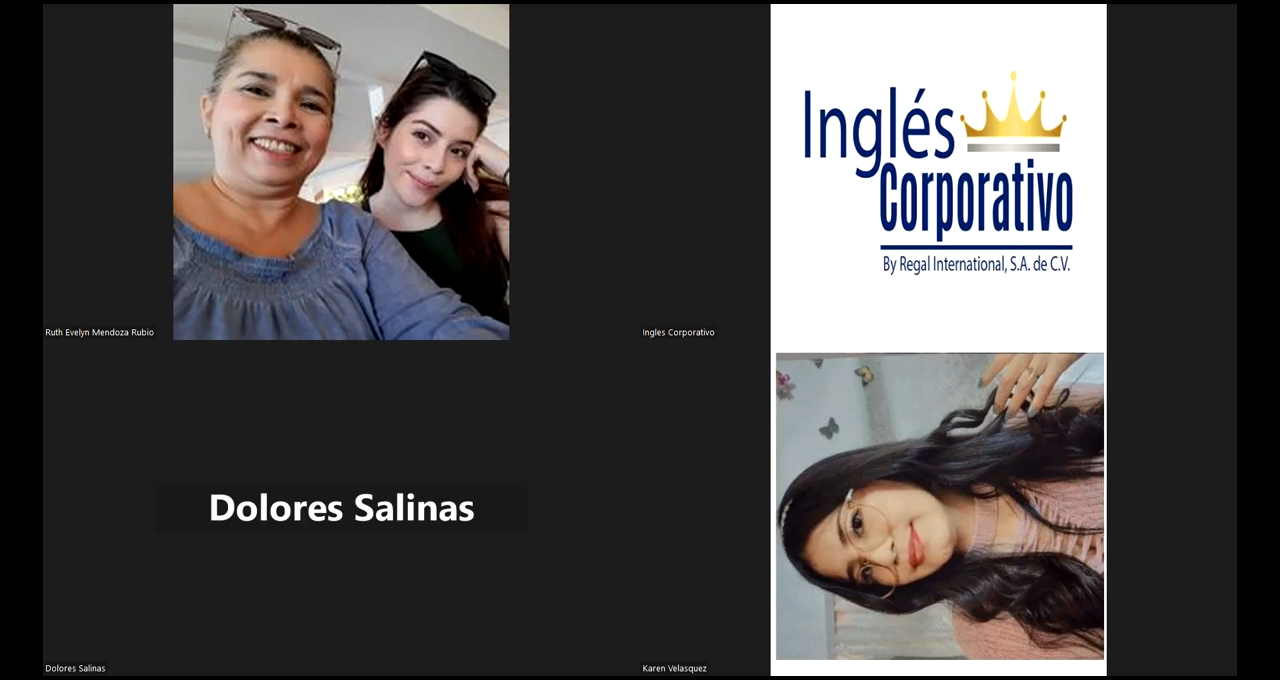 Inglés
Corporativo
By Regal International, S.A. de C.V.
Ruth Evelyn Mendoza Rubio
Ingles Corporativo
Dolores Salinas
Dolores Salinas
Karen Velasquez